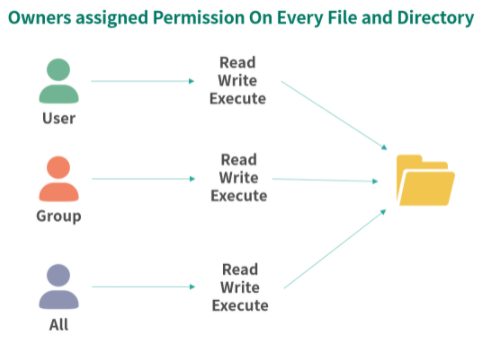 Owners assigned Permission On Every File and Directory
User
Read
Write
Execute
Group
Read
Write
Execute
All
Read
Write
Execute